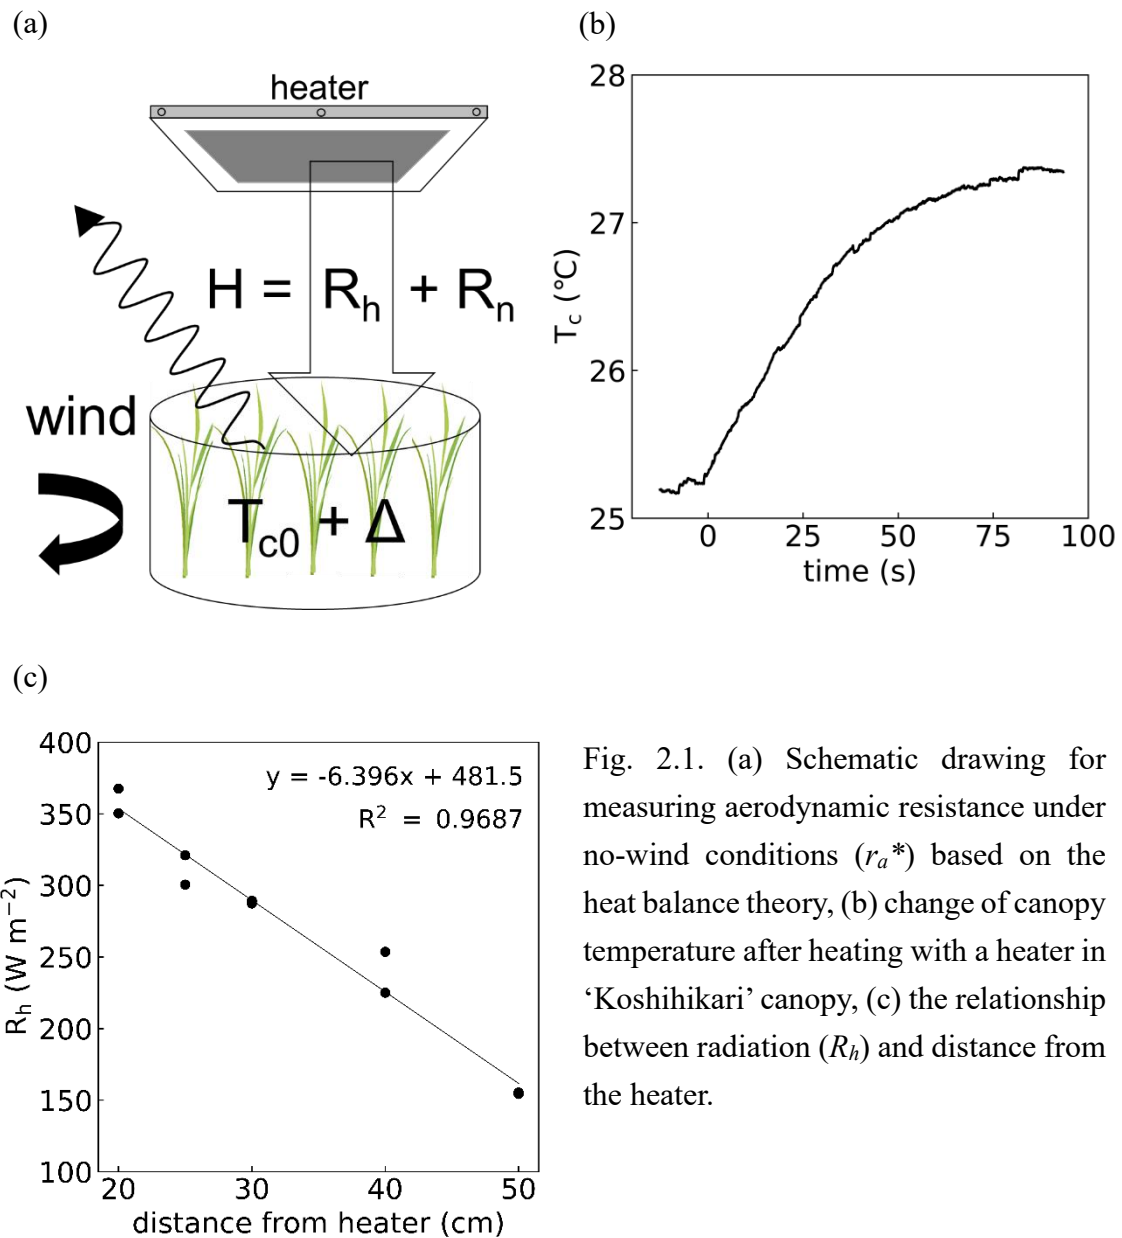 (a)
heater
H = R_h + R_n
wind
T_c0 + Δ
(b)
28
27
26
25
T_c (°C)
0 25 50 75 100
time (s)
(c)
400
350
300
250
200
150
100
R_h (W m⁻²)
y = -6.396x + 481.5
R² = 0.9687
20 30 40 50
distance from heater (cm)
Fig. 2.1. (a) Schematic drawing for
measuring aerodynamic resistance under
no-wind conditions (r_a*) based on the
heat balance theory, (b) change of canopy
temperature after heating with a heater in
‘Koshihikari’ canopy, (c) the relationship
between radiation (R_h) and distance from
the heater.